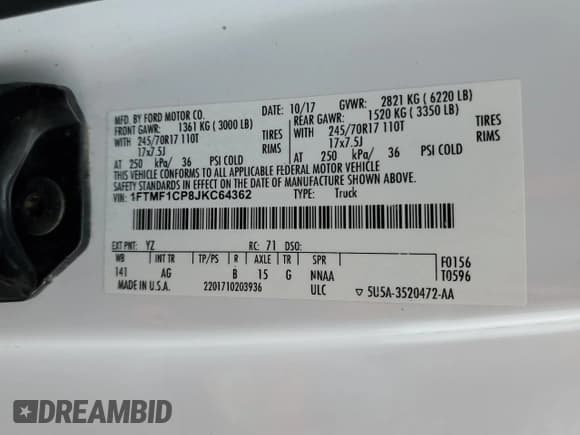 MFD. BY FORD MOTOR CO. DATE: 10/17 GVWR: 2821 KG ( 6220 LB)
FRONT GAWR: 1361 KG ( 3000 LB) REAR GAWR: 1520 KG ( 3350 LB)
WITH 245/70R17 110T TIRES WITH 245/70R17 110T TIRES
17x7.5J RIMS 17x7.5J RIMS
AT 250 kPa/ 36 PSI COLD AT 250 kPa/ 36 PSI COLD
THIS VEHICLE CONFORMS TO ALL APPLICABLE FEDERAL MOTOR VEHICLE
SAFETY STANDARDS IN EFFECT ON THE DATE OF MANUFACTURE SHOWN ABOVE.
VIN: 1FTMF1CP8JKC64362 TYPE: Truck
EXT PNT: YZ RC: 71 DSO:
WB INT TR TP/PS R AXLE TR SPR F0156
141 AG B 15 G NNAA T0596
MADE IN U.S.A. 2201710203936 ULC ▽ 5U5A-3520472-AA
DREAMBID